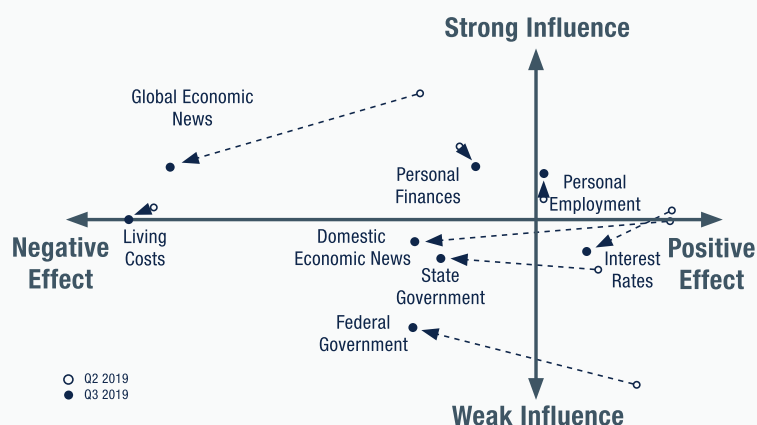 Strong Influence
Global Economic
News
Personal
Finances
Personal
Employment
Negative
Effect
Living
Costs
Domestic
Economic News
State
Government
Interest
Rates
Positive
Effect
Federal
Government
Q2 2019
Q3 2019
Weak Influence